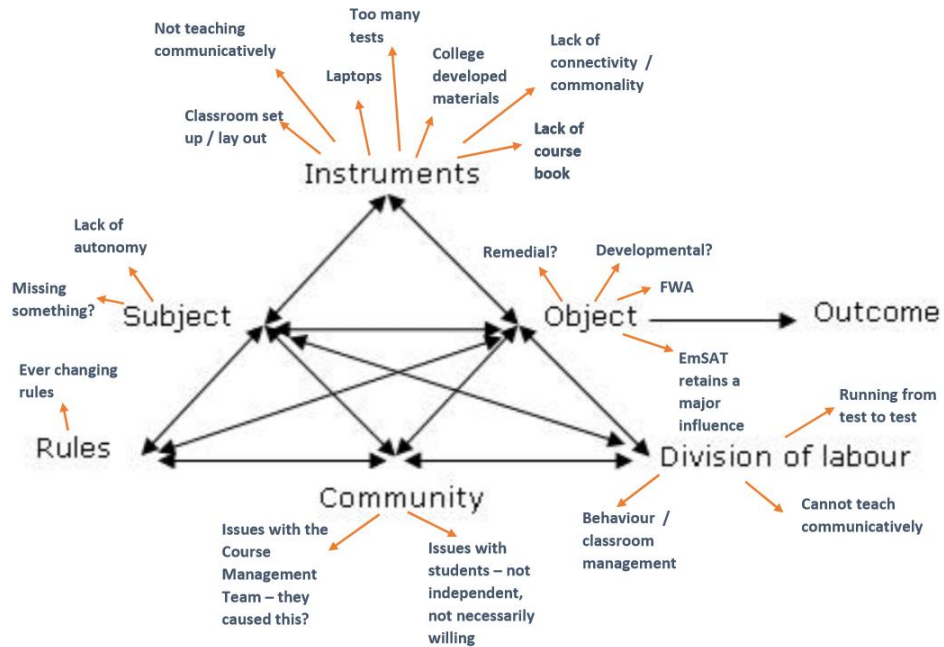 Too many
tests
Not teaching
communicatively
Lack of
connectivity /
commonality
College
developed
materials
Laptops
Classroom set
up / lay out
Lack of
course
book
Instruments
Lack of
autonomy
Remedial?
Developmental?
Missing
something?
FWA
Subject
Object
Outcome
EmSAT
retains a
major
influence
Ever changing
rules
Running from
test to test
Rules
Division of labour
Community
Cannot teach
communicatively
Behaviour /
classroom
management
Issues with the
Course
Management
Team – they
caused this?
Issues with
students – not
independent,
not necessarily
willing